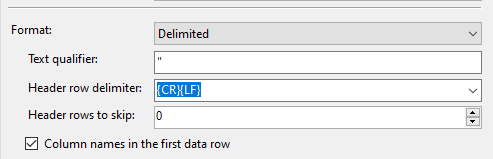 Format: Delimited
Text qualifier: "
Header row delimiter: {CR}{LF}
Header rows to skip: 0
Column names in the first data row